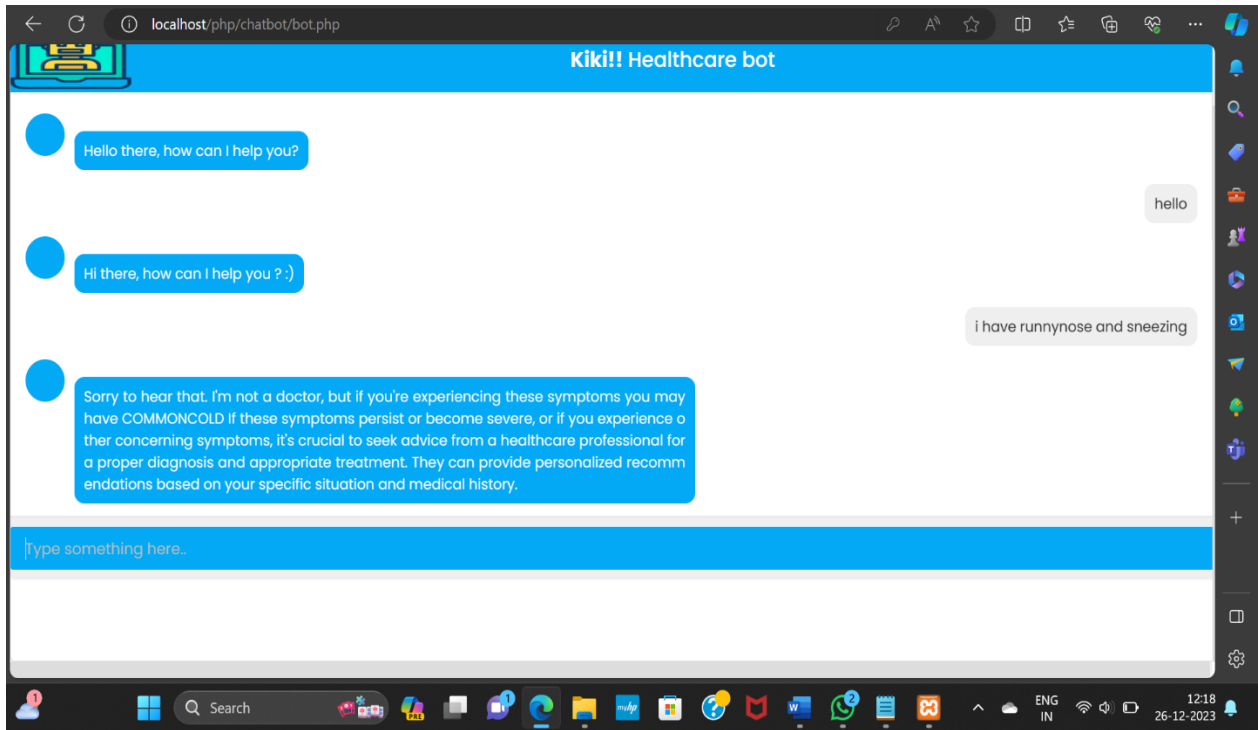 localhost/php/chatbot/bot.php
Kiki!! Healthcare bot
Hello there, how can I help you?
hello
Hi there, how can I help you ? :)
i have runnynose and sneezing
Sorry to hear that. I'm not a doctor, but if you're experiencing these symptoms you may
have COMMONCOLD If these symptoms persist or become severe, or if you experience o
ther concerning symptoms, it's crucial to seek advice from a healthcare professional for
a proper diagnosis and appropriate treatment. They can provide personalized recomm
endations based on your specific situation and medical history.
Type something here..
1
Search
PRE
1
myhp
W
2
ENG
IN
12:18
26-12-2023